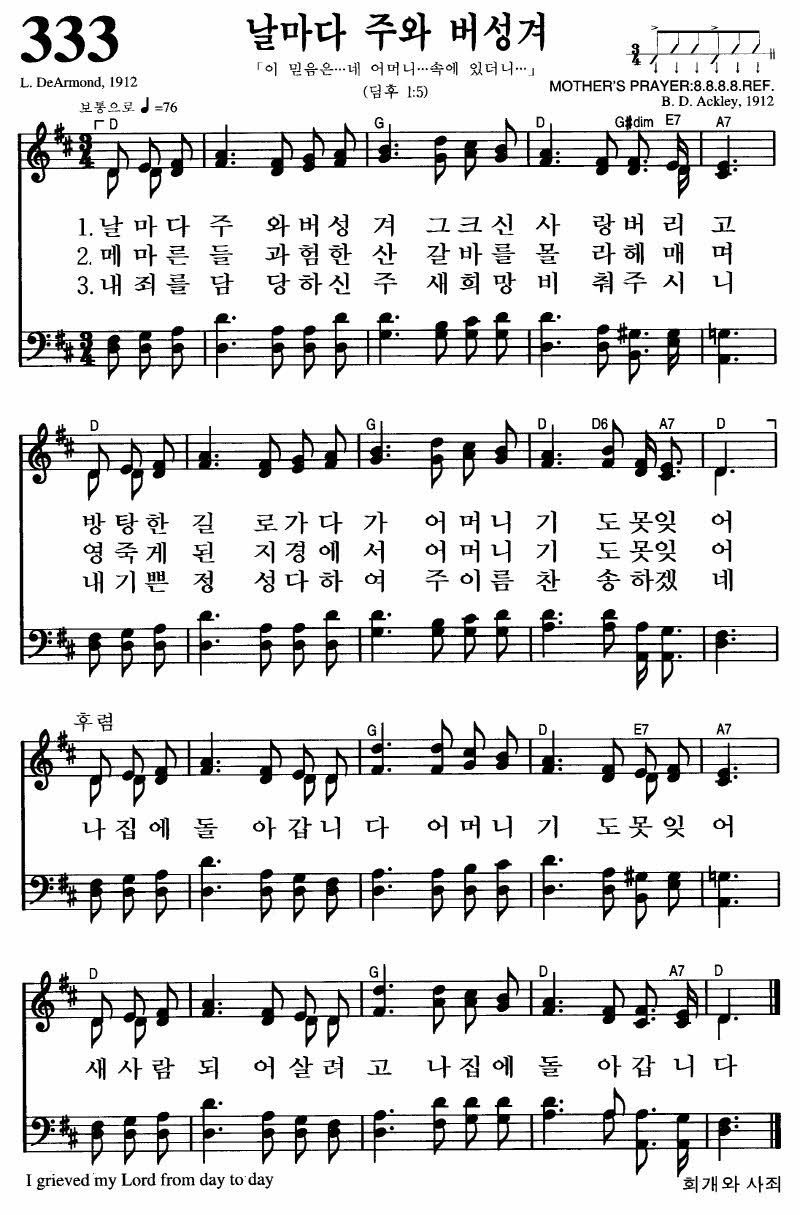 333
날마다 주와 버섬겨
「이 믿음은…네 어머니…속에 있더니…」
(딤후 1:5)
L. DeArmond, 1912
MOTHER'S PRAYER:8.8.8.8.REF.
B. D. Ackley, 1912
보통으로 ♩=76
3/4
D G D G#dim E7 A7
1. 날마다 주 와버성 겨 그크신 사 랑버리 고
2. 메마른 들 과험한 산 갈바를 몰 라헤매 며
3. 내죄를 담 당하신 주 새희망 비 춰주시 니
D G D D6 A7 D
방탕한 길 로가다 가 어머니 기 도못잊 어
영죽게 된 지경에 서 어머니 기 도못잊 어
내기쁜 정 성다하 여 주이름 찬 송하겠 네
후렴
G D E7 A7
나집에 돌 아갑니 다 어머니 기 도못잊 어
D G D A7 D
새사람 되 어살려 고 나집에 돌 아갑니 다
I grieved my Lord from day to day
회개와 사죄